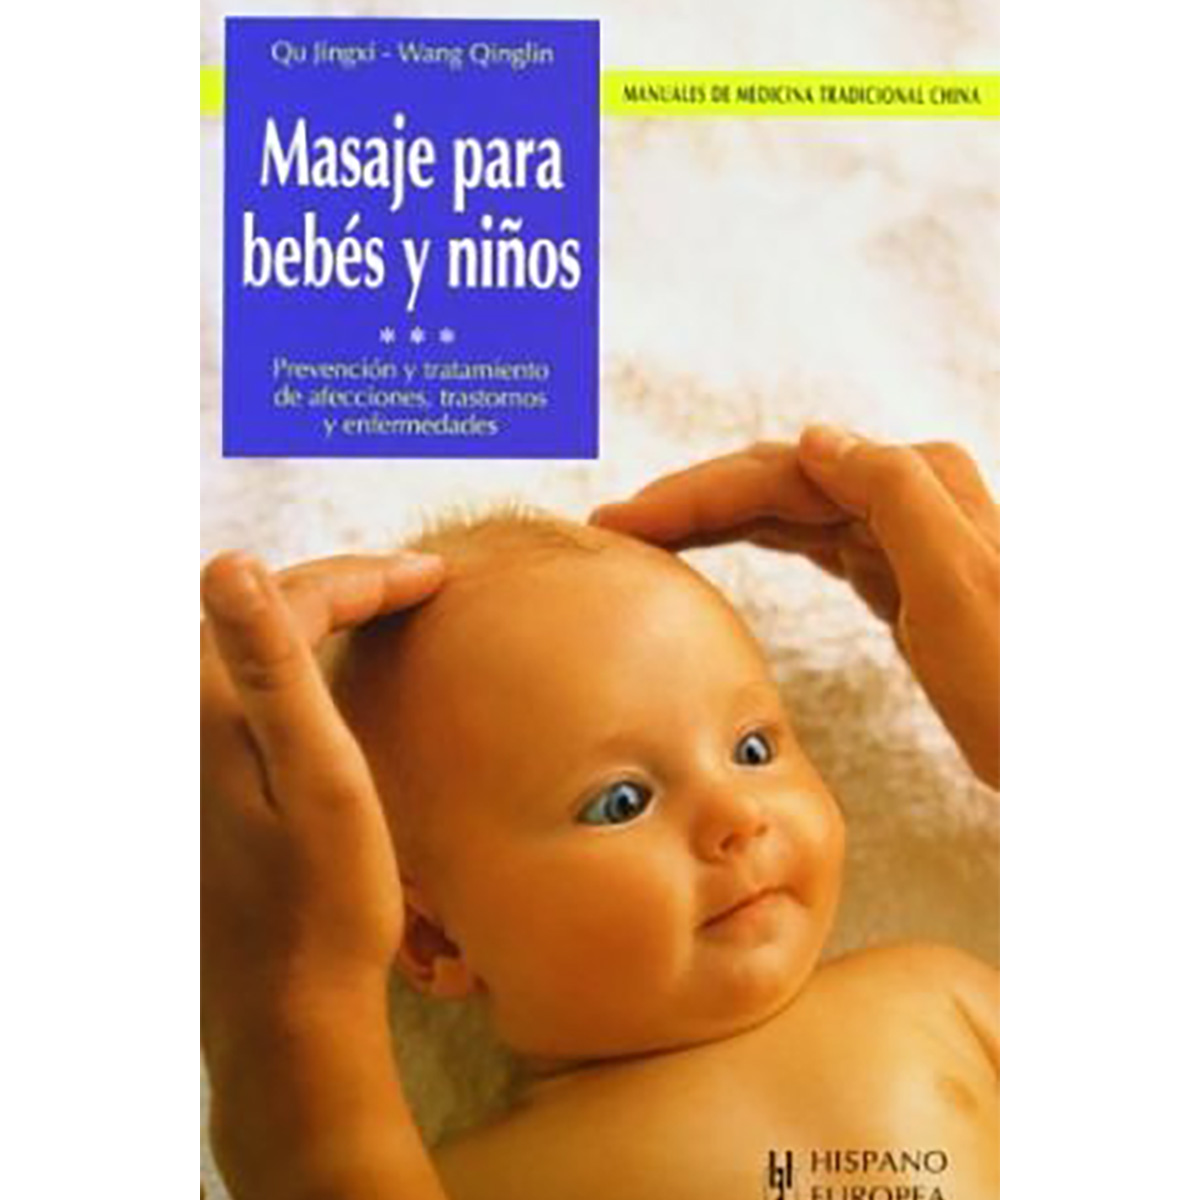 Qu Jingxi - Wang Qinglin
MANUALES DE MEDICINA TRADICIONAL CHINA
Masaje para
bebés y niños
* * *
Prevención y tratamiento
de afecciones, trastornos
y enfermedades
HISPANO
EUROPEA